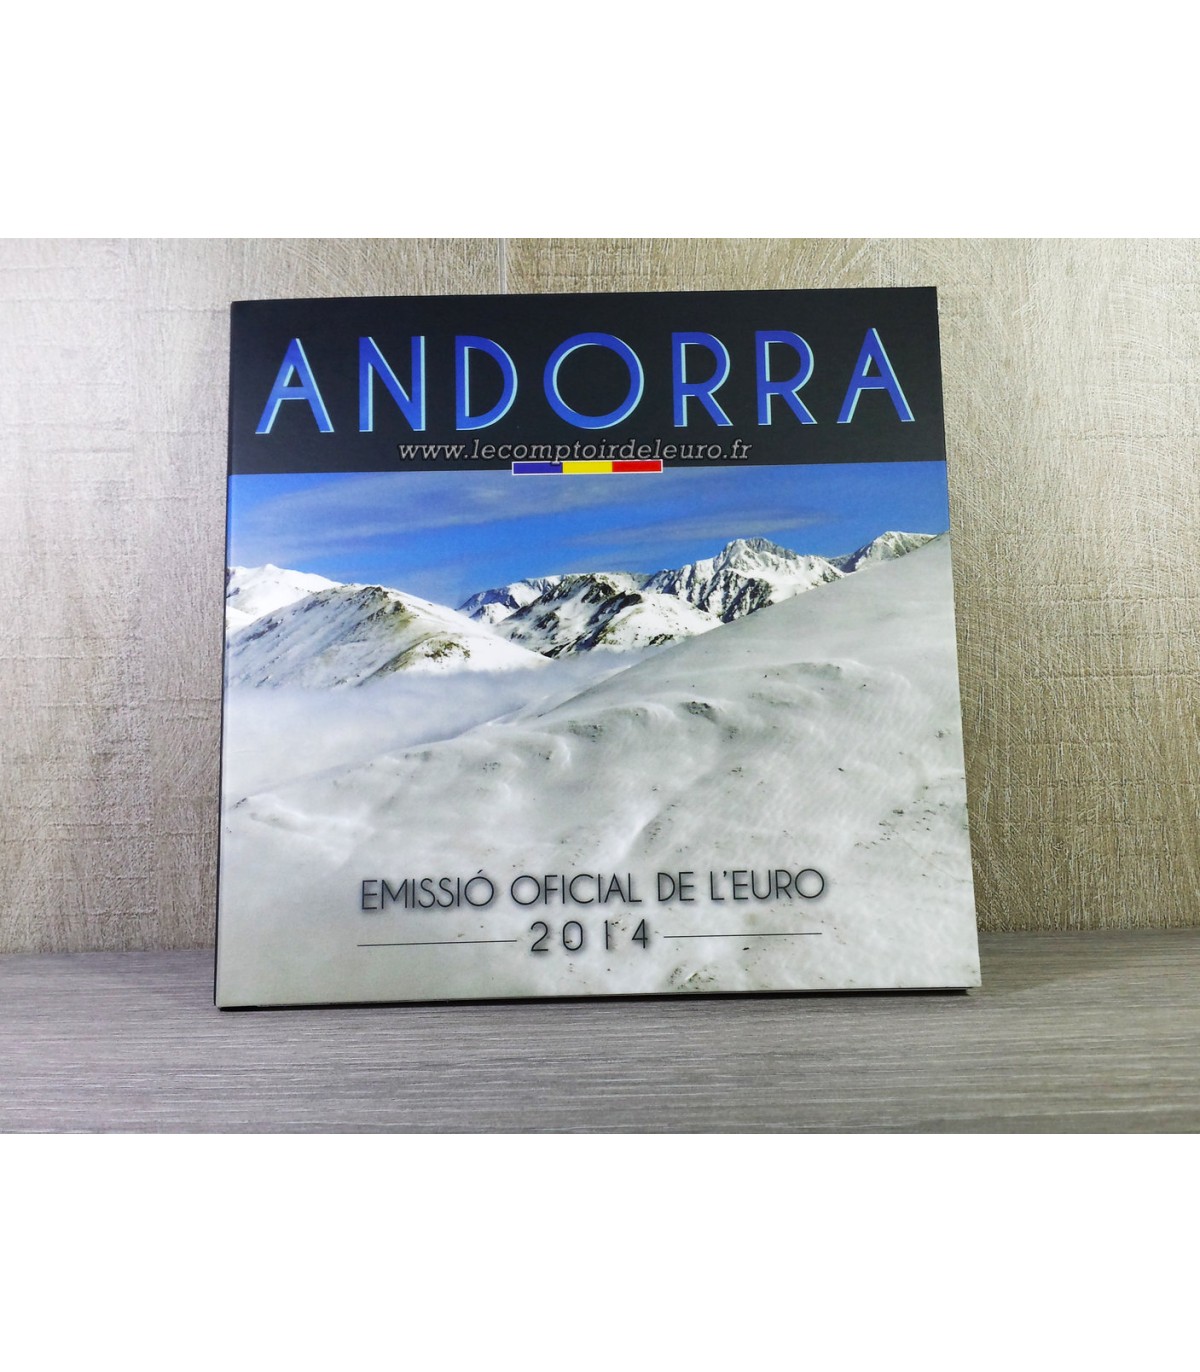 ANDORRA
www.lecomptoirdeleuro.fr
EMISSIÓ OFICIAL DE L'EURO
2014